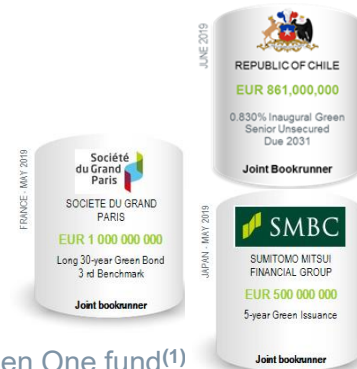 JUNE 2019
REPUBLIC OF CHILE
EUR 861,000,000
0.830% Inaugural Green
Senior Unsecured
Due 2031
Joint Bookrunner
FRANCE - MAY 2019
Société
du Grand
Paris
SOCIETE DU GRAND
PARIS
EUR 1 000 000 000
Long 30-year Green Bond
3 rd Benchmark
Joint bookrunner
JAPAN - MAY 2019
SMBC
SUMITOMO MITSUI
FINANCIAL GROUP
EUR 500 000 000
5-year Green Issuance
Joint bookrunner
en One fund(1)